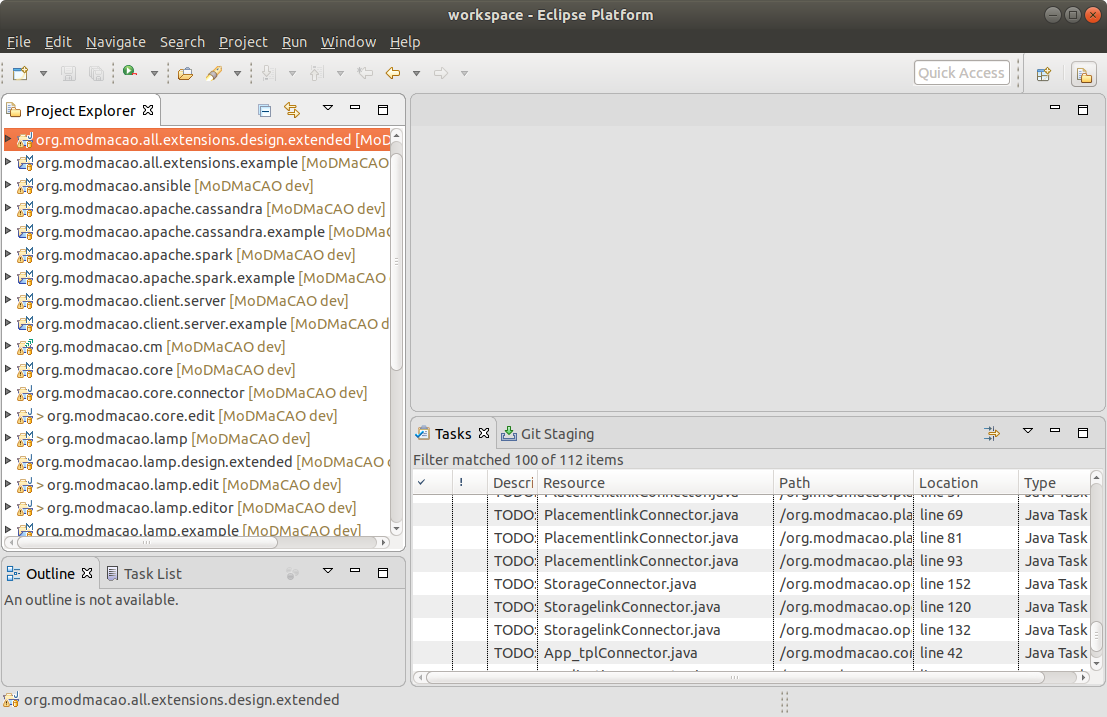 workspace - Eclipse Platform
File Edit Navigate Search Project Run Window Help
Quick Access
Project Explorer
org.modmacao.all.extensions.design.extended [MoD
org.modmacao.all.extensions.example [MoDMaCAO
org.modmacao.ansible [MoDMaCAO dev]
org.modmacao.apache.cassandra [MoDMaCAO dev]
org.modmacao.apache.cassandra.example [MoDMaC
org.modmacao.apache.spark [MoDMaCAO dev]
org.modmacao.apache.spark.example [MoDMaCAO
org.modmacao.client.server [MoDMaCAO dev]
org.modmacao.client.server.example [MoDMaCAO d
org.modmacao.cm [MoDMaCAO dev]
org.modmacao.core [MoDMaCAO dev]
org.modmacao.core.connector [MoDMaCAO dev]
> org.modmacao.core.edit [MoDMaCAO dev]
> org.modmacao.lamp [MoDMaCAO dev]
org.modmacao.lamp.design.extended [MoDMaCAO
> org.modmacao.lamp.edit [MoDMaCAO dev]
> org.modmacao.lamp.editor [MoDMaCAO dev]
org.modmacao.lamp.example [MoDMaCAO dev]
Outline Task List
An outline is not available.
Tasks Git Staging
Filter matched 100 of 112 items
! Descri Resource Path Location Type
TODO: PlacementlinkConnector.java /org.modmacao.pla line 57 Java Task
TODO: PlacementlinkConnector.java /org.modmacao.pla line 69 Java Task
TODO: PlacementlinkConnector.java /org.modmacao.pla line 81 Java Task
TODO: PlacementlinkConnector.java /org.modmacao.pla line 93 Java Task
TODO: StorageConnector.java /org.modmacao.op line 152 Java Task
TODO: StoragelinkConnector.java /org.modmacao.op line 120 Java Task
TODO: StoragelinkConnector.java /org.modmacao.op line 132 Java Task
TODO: App_tplConnector.java /org.modmacao.cor line 42 Java Task
org.modmacao.all.extensions.design.extended